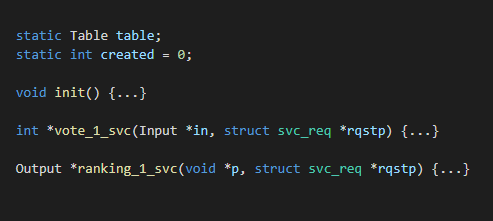 static Table table;
static int created = 0;
void init() {...}
int *vote_1_svc(Input *in, struct svc_req *rqstp) {...}
Output *ranking_1_svc(void *p, struct svc_req *rqstp) {...}